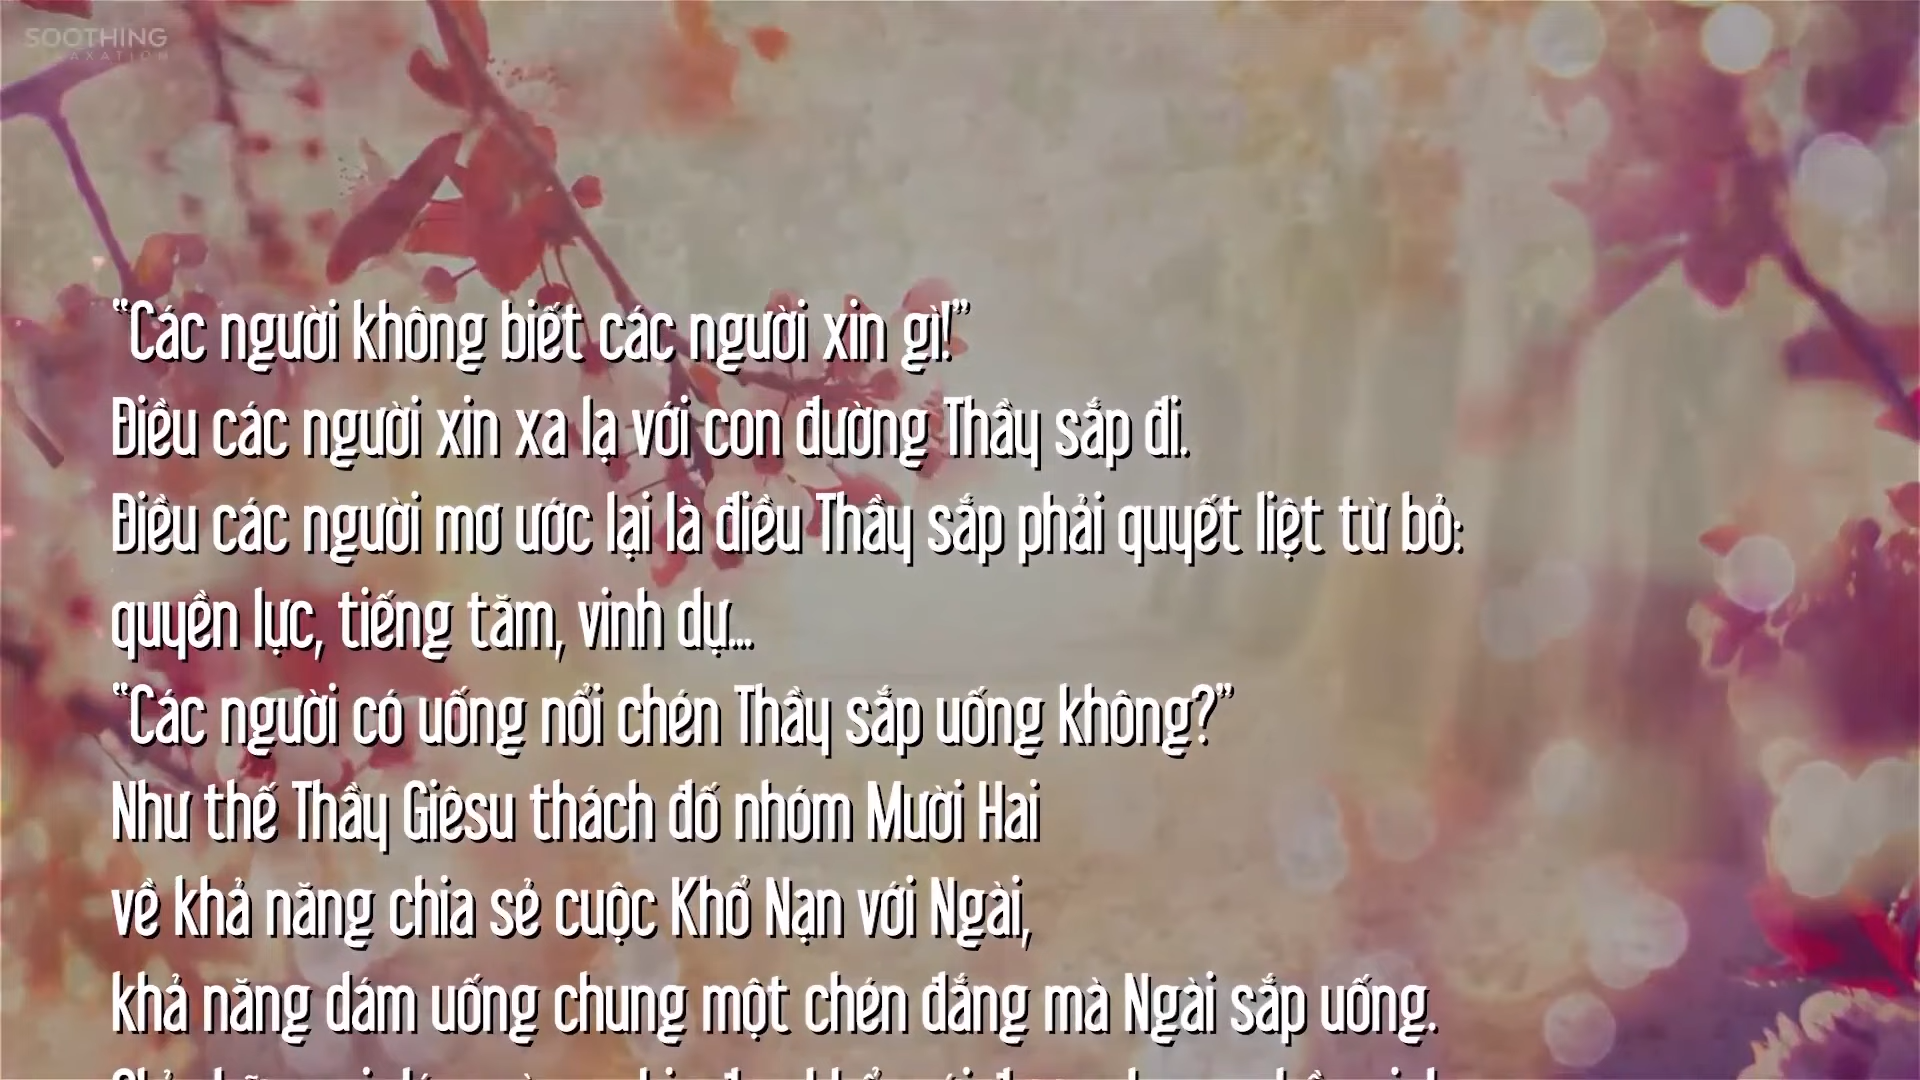 SOOTHING
“Các người không biết các người xin gì!”
Điều các người xin xa lạ với con đường Thầy sắp đi.
Điều các người mơ ước lại là điều Thầy sắp phải quyết liệt từ bỏ:
quyền lực, tiếng tăm, vinh dự...
“Các người có uống nổi chén Thầy sắp uống không?”
Như thế Thầy Giêsu thách đố nhóm Mười Hai
về khả năng chia sẻ cuộc Khổ Nạn với Ngài,
khả năng dám uống chung một chén đắng mà Ngài sắp uống.